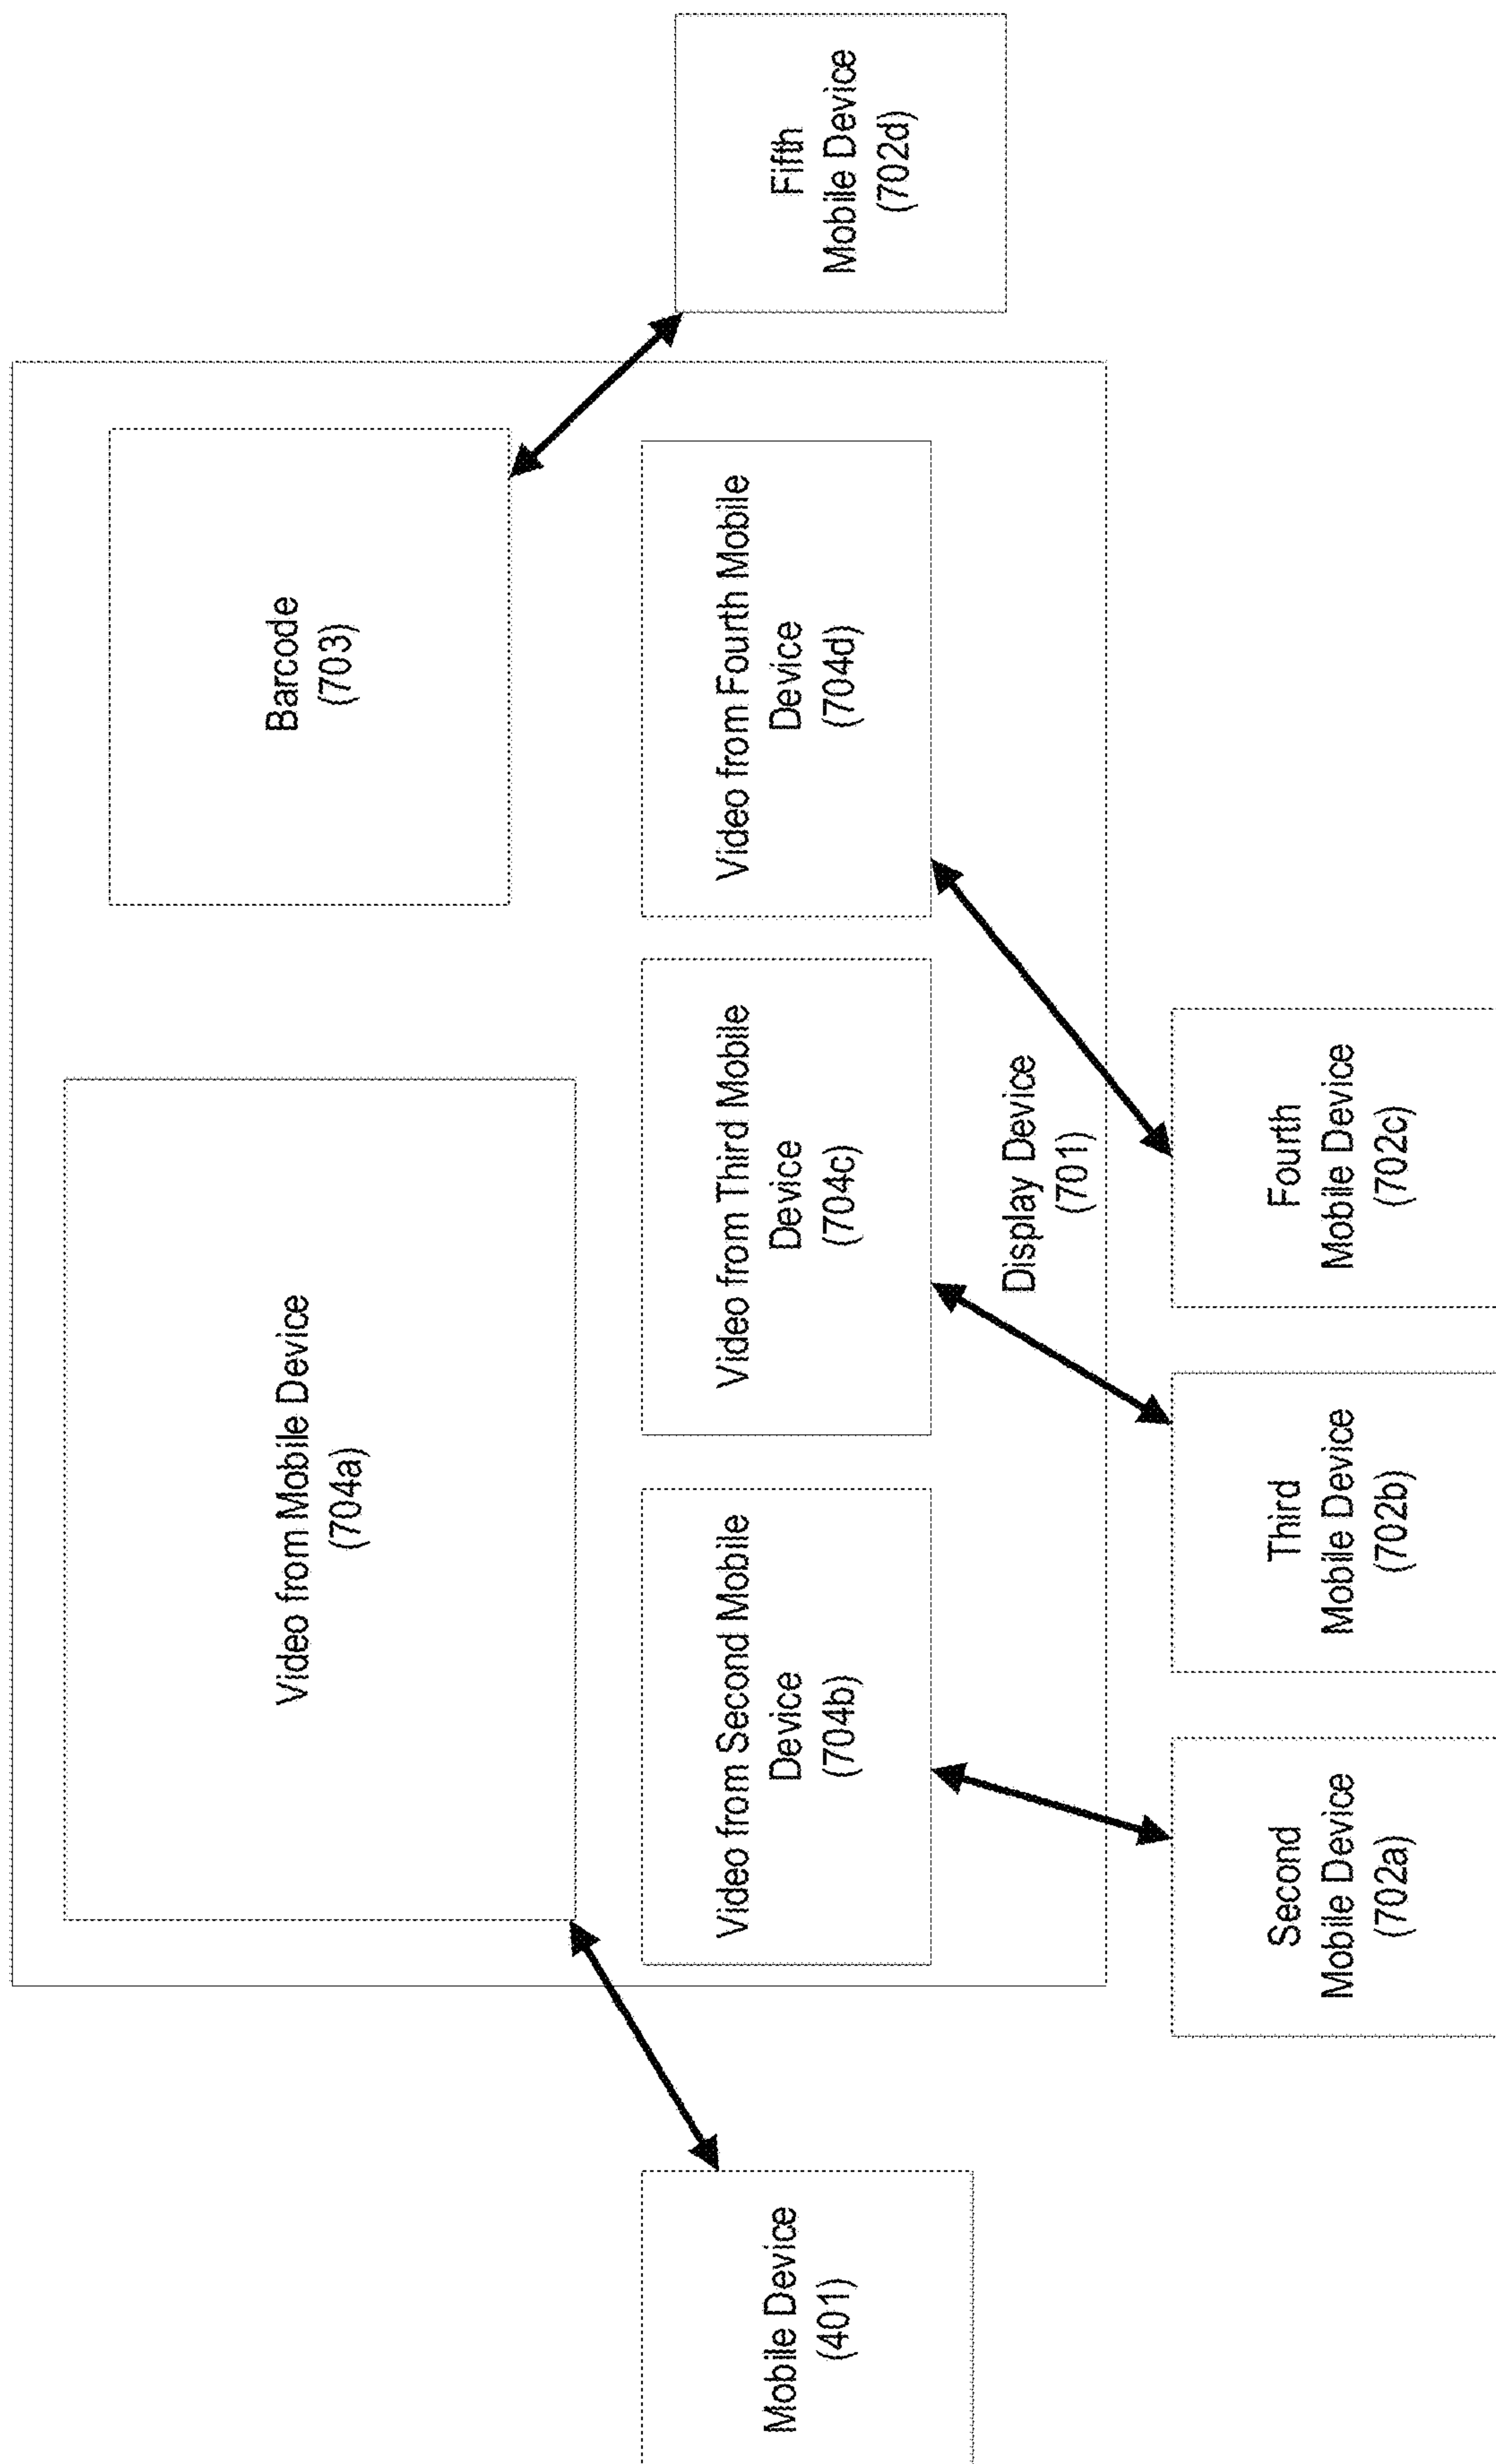 Video from Mobile Device
(704a)
Barcode
(703)
Video from Second Mobile
Device
(704b)
Video from Third Mobile
Device
(704c)
Video from Fourth Mobile
Device
(704d)
Display Device
(701)
Mobile Device
(401)
Second
Mobile Device
(702a)
Third
Mobile Device
(702b)
Fourth
Mobile Device
(702c)
Fifth
Mobile Device
(702d)